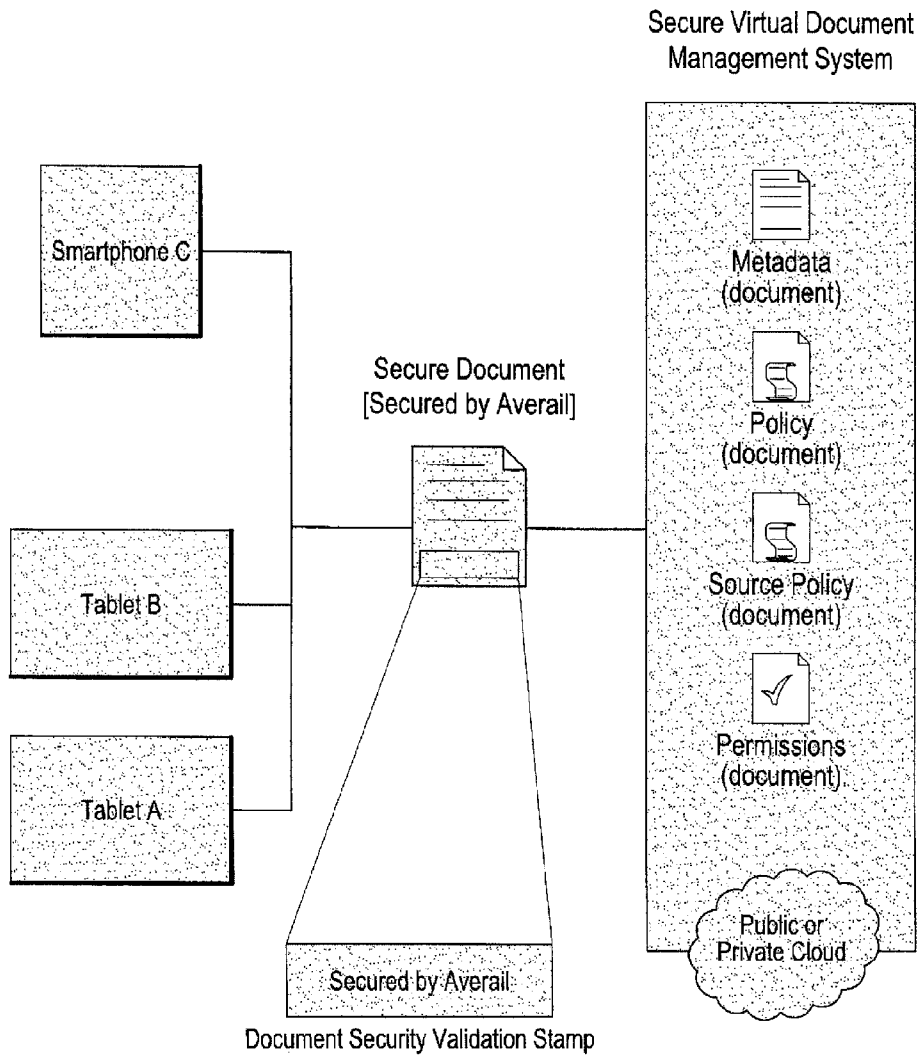 Secure Virtual Document
Management System
Smartphone C
Metadata
(document)
Secure Document
[Secured by Averail]
Policy
(document)
Source Policy
(document)
Tablet B
Permissions
(document)
Tablet A
Public or
Private Cloud
Secured by Averail
Document Security Validation Stamp